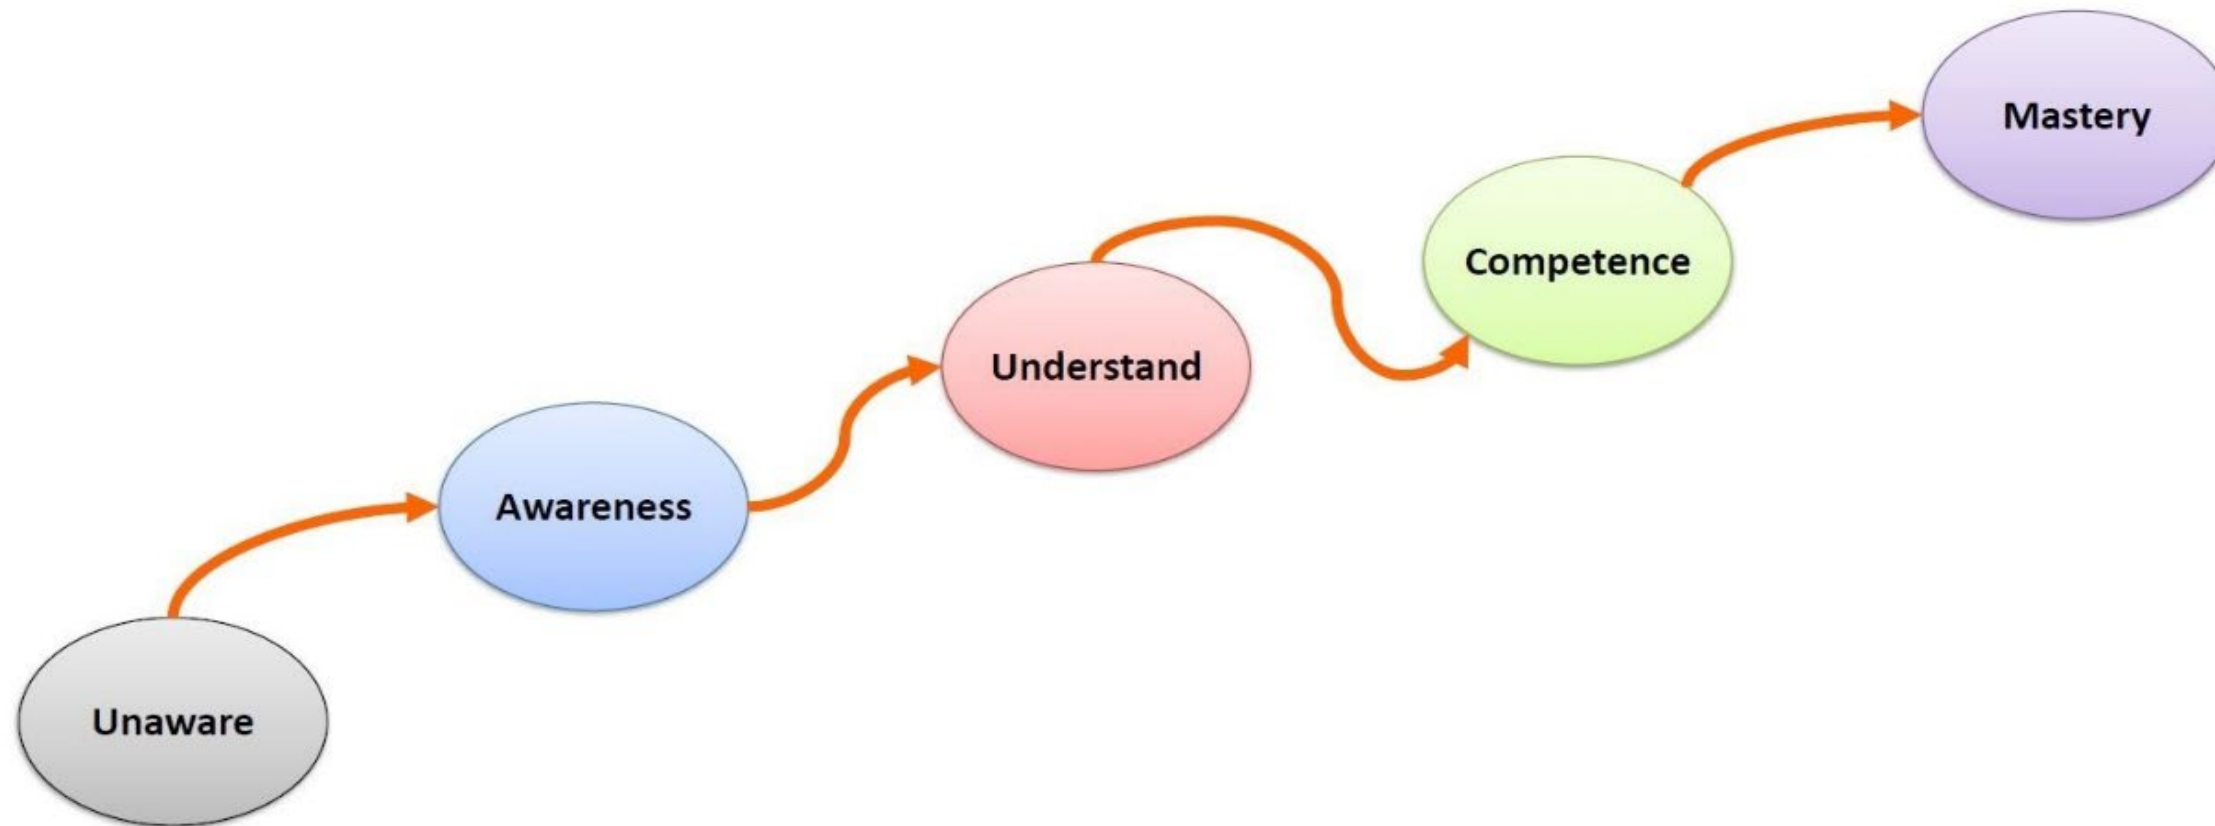 Unaware
Awareness
Understand
Competence
Mastery